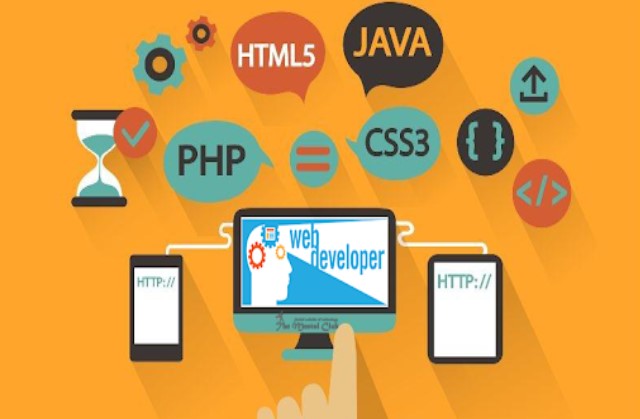 HTML5
JAVA
PHP
=
CSS3
{ }
</>
web
developer
HTTP://
HTTP://